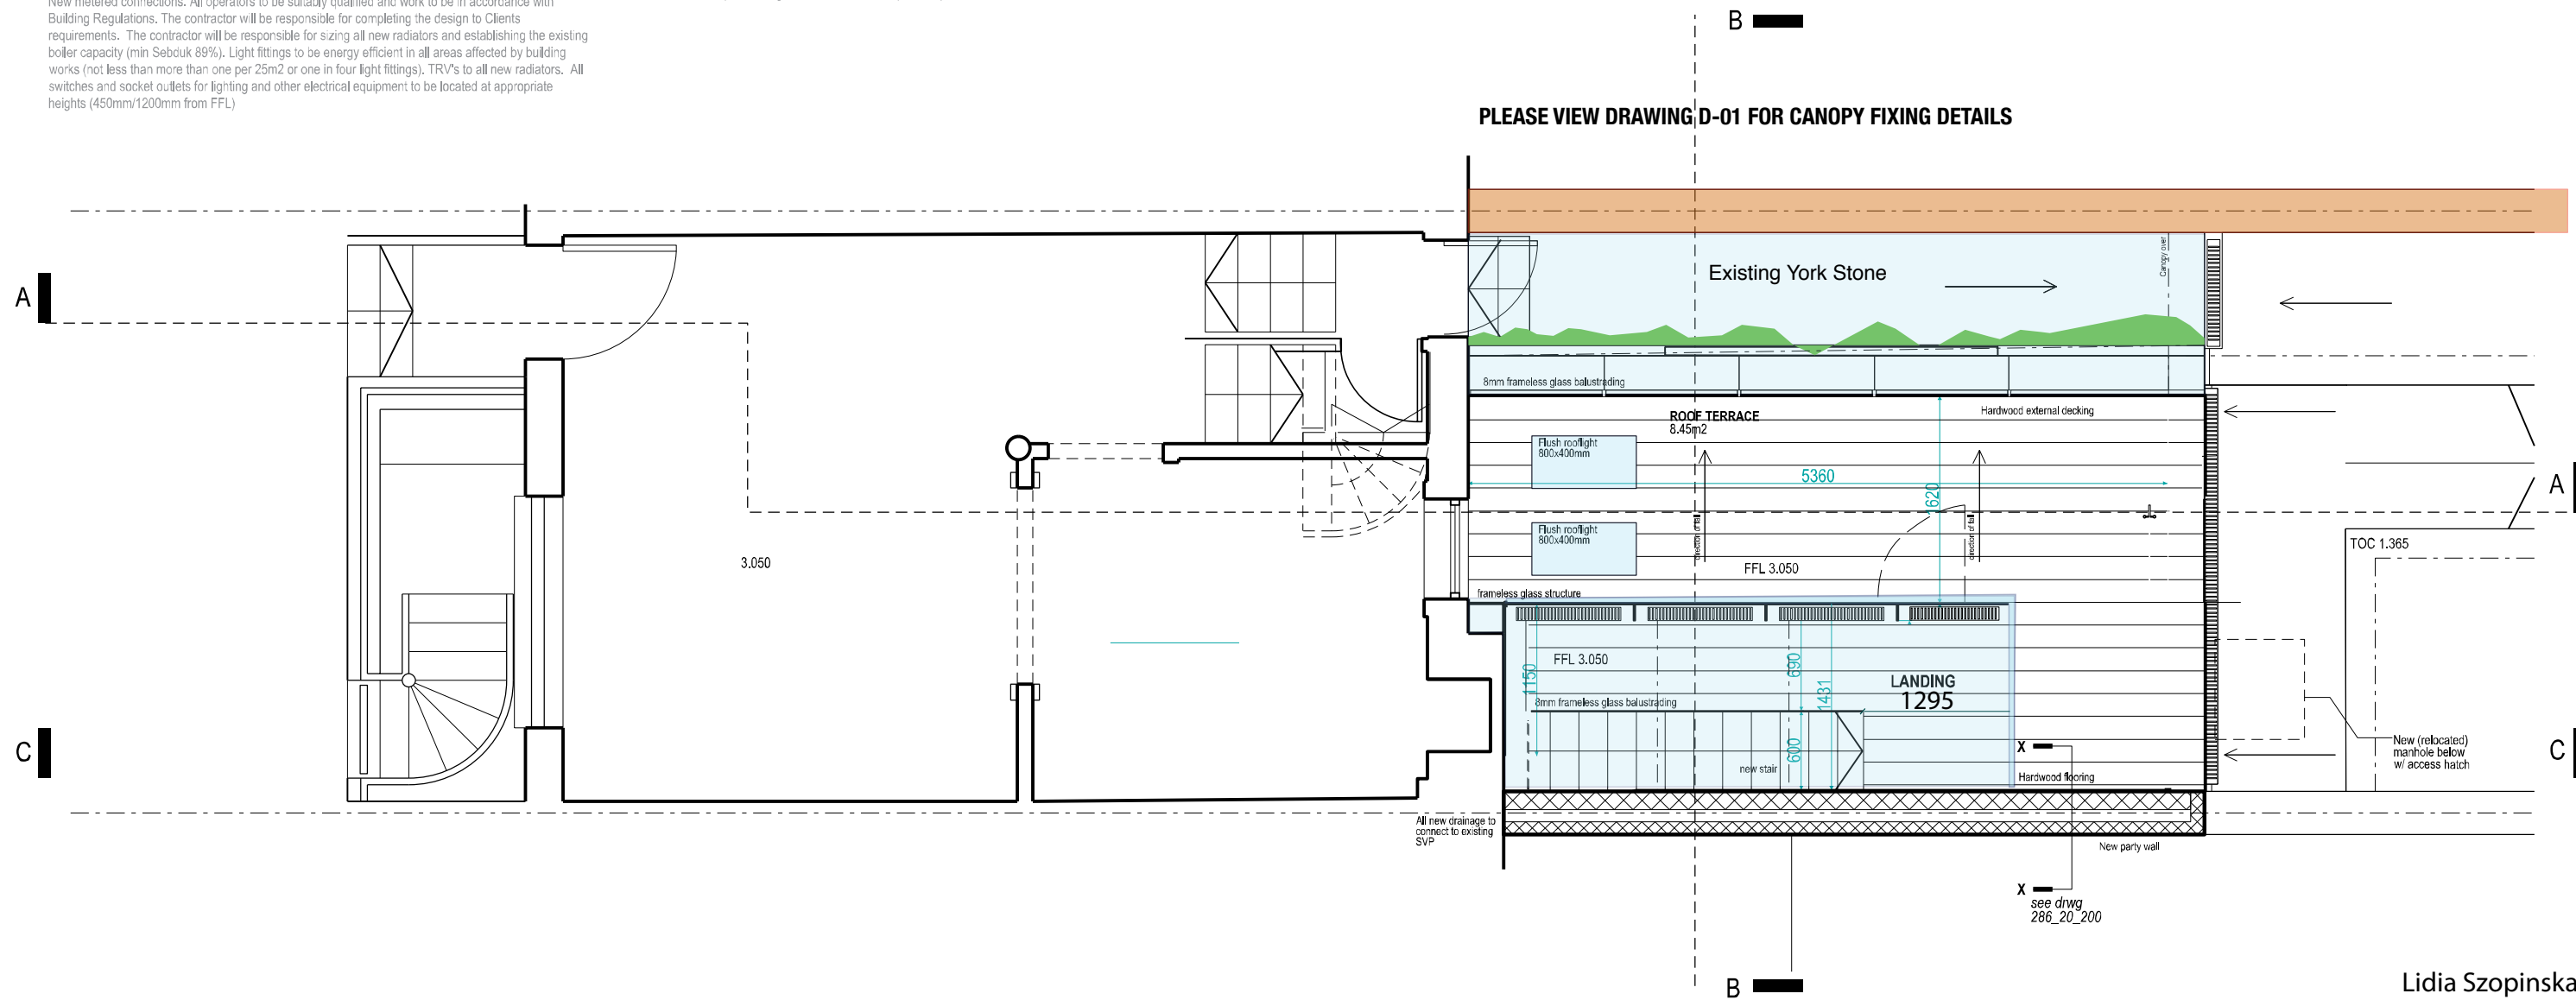 New metered connections. All operators to be suitably qualified and work to be in accordance with
Building Regulations. The contractor will be responsible for completing the design to Clients
requirements. The contractor will be responsible for sizing all new radiators and establishing the existing
boiler capacity (min Sebduk 89%). Light fittings to be energy efficient in all areas affected by building
works (not less than more than one per 25m2 or one in four light fittings). TRV's to all new radiators. All
switches and socket outlets for lighting and other electrical equipment to be located at appropriate
heights (450mm/1200mm from FFL)
B
PLEASE VIEW DRAWING D-01 FOR CANOPY FIXING DETAILS
A
Existing York Stone
Canopy over
8mm frameless glass balustrading
ROOF TERRACE
8.45m2
Hardwood external decking
Flush rooflight
800x400mm
5360
1620
A
Flush rooflight
800x400mm
direction of fall
direction of fall
TOC 1.365
3.050
FFL 3.050
frameless glass structure
FFL 3.050
1150
690
1431
LANDING
1295
8mm frameless glass balustrading
600
new stair
X
Hardwood flooring
New (relocated)
manhole below
w/ access hatch
C
C
All new drainage to
connect to existing
SVP
New party wall
X
see drwg
286_20_200
B
Lidia Szopinska